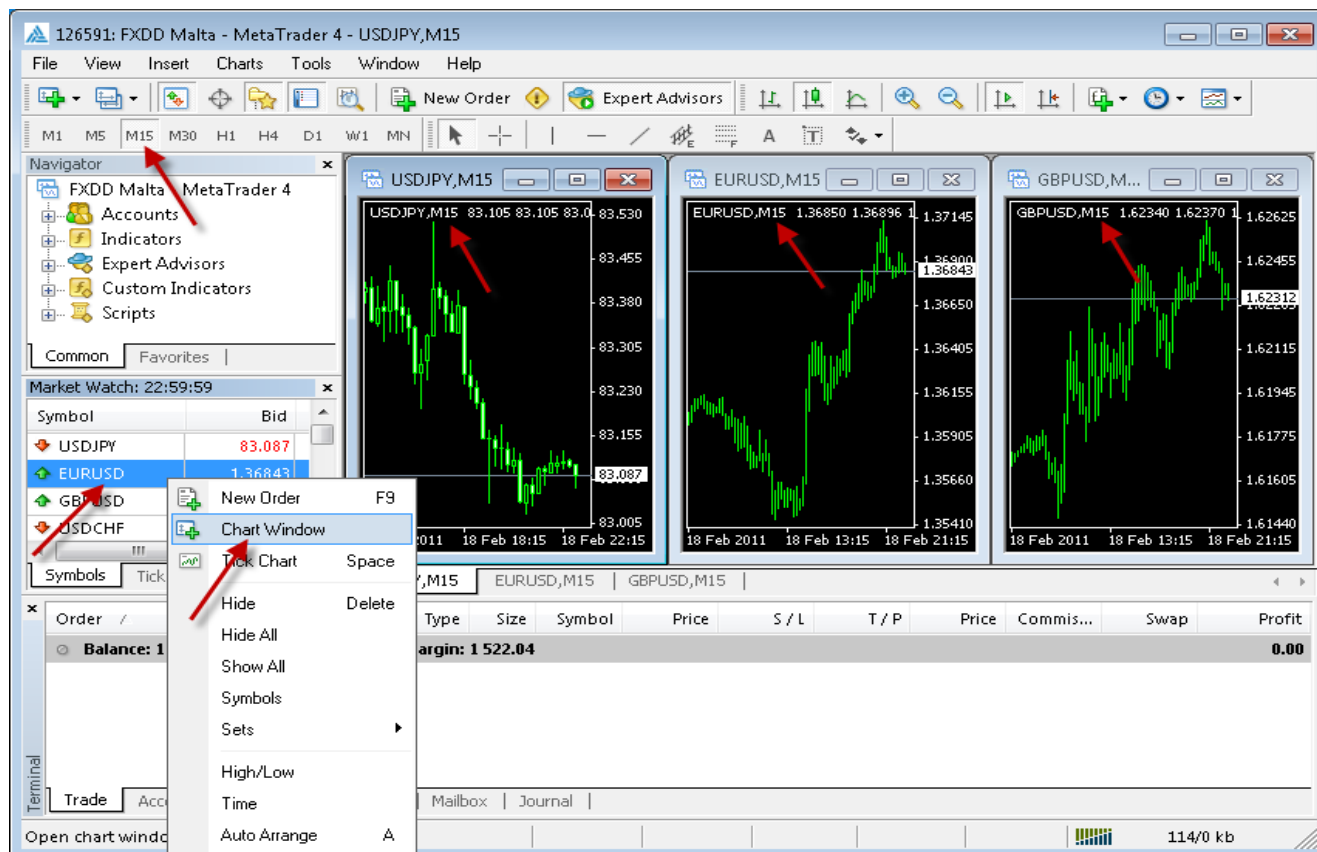 126591: FXDD Malta - MetaTrader 4 - USDJPY,M15
File View Insert Charts Tools Window Help
New Order Expert Advisors
M1 M5 M15 M30 H1 H4 D1 W1 MN E F A T
Navigator
FXDD Malta MetaTrader 4
Accounts
Indicators
Expert Advisors
Custom Indicators
Scripts
Common Favorites
Market Watch: 22:59:59
Symbol Bid
USDJPY 83.087
EURUSD 1.36843
GBPUSD
USDCHF
Symbols Tick
New Order F9
Chart Window
Tick Chart Space
Hide Delete
Hide All
Show All
Symbols
Sets
High/Low
Time
Auto Arrange A
USDJPY,M15
USDJPY,M15 83.105 83.105 83.0
83.530
83.455
83.380
83.305
83.230
83.155
83.087
83.005
2011 18 Feb 18:15 18 Feb 22:15
EURUSD,M15
EURUSD,M15 1.36850 1.36896 1
1.37145
1.36900
1.36843
1.36650
1.36405
1.36155
1.35905
1.35660
1.35410
18 Feb 2011 18 Feb 13:15 18 Feb 21:15
GBPUSD,M...
GBPUSD,M15 1.62340 1.62370 1
1.62625
1.62455
1.62312
1.62115
1.61945
1.61775
1.61605
1.61440
18 Feb 2011 18 Feb 13:15 18 Feb 21:15
Y,M15 EURUSD,M15 GBPUSD,M15
Order / Type Size Symbol Price S / L T / P Price Commis... Swap Profit
Balance: 1 argin: 1 522.04 0.00
Terminal
Trade Acc Mailbox Journal
Open chart windo 114/0 kb